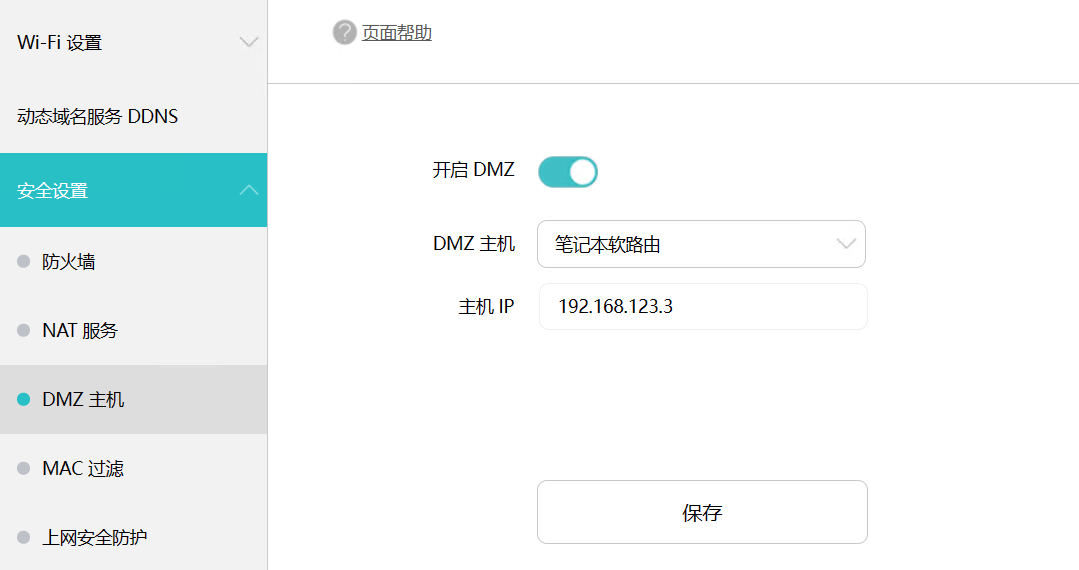 Wi-Fi 设置
动态域名服务 DDNS
安全设置
防火墙
NAT 服务
DMZ 主机
MAC 过滤
上网安全防护
? 页面帮助
开启 DMZ
DMZ 主机 笔记本软路由
主机 IP 192.168.123.3
保存